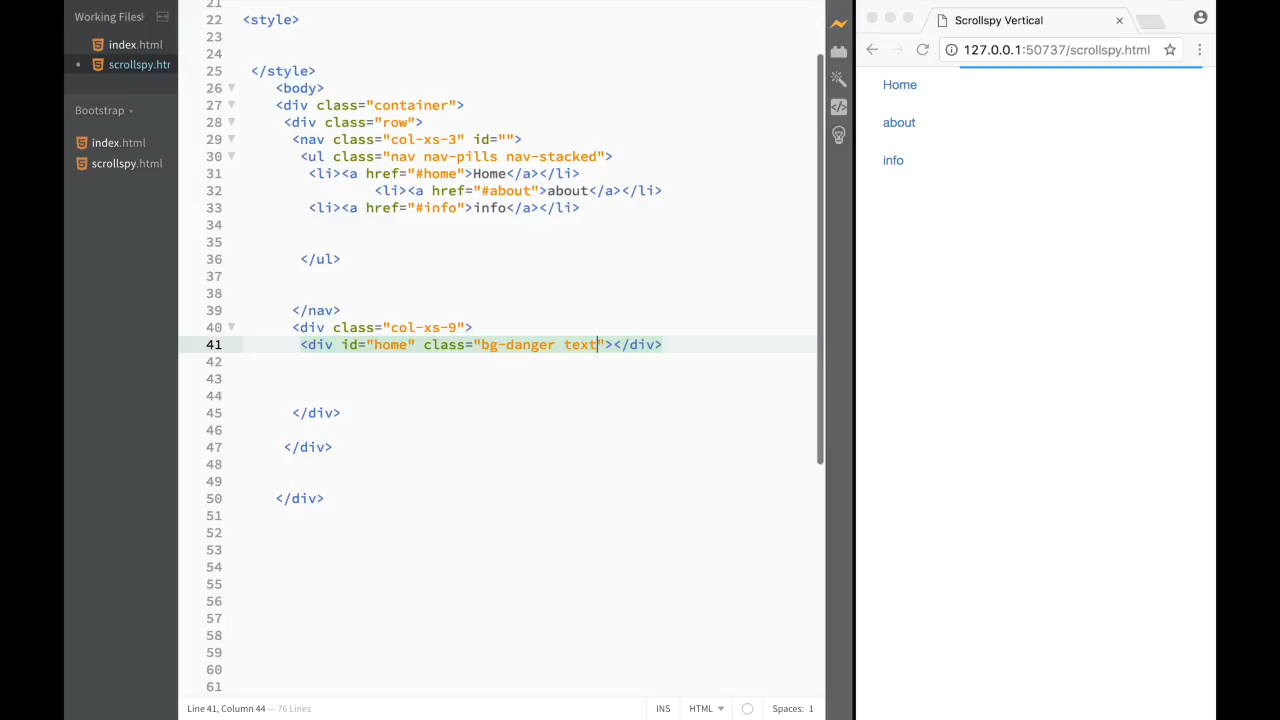 Working Files
index.html
scrollspy.htr
Bootstrap
index.html
scrollspy.html
21
22 <style>
23
24
25 </style>
26 <body>
27 <div class="container">
28 <div class="row">
29 <nav class="col-xs-3" id="">
30 <ul class="nav nav-pills nav-stacked">
31 <li><a href="#home">Home</a></li>
32 <li><a href="#about">about</a></li>
33 <li><a href="#info">info</a></li>
34
35
36 </ul>
37
38
39 </nav>
40 <div class="col-xs-9">
41 <div id="home" class="bg-danger text"></div>
42
43
44
45 </div>
46
47 </div>
48
49
50 </div>
51
52
53
54
55
56
57
58
59
60
61
Line 41, Column 44 — 76 Lines
INS
HTML
Spaces: 1
Scrollspy Vertical
127.0.0.1:50737/scrollspy.html
Home
about
info